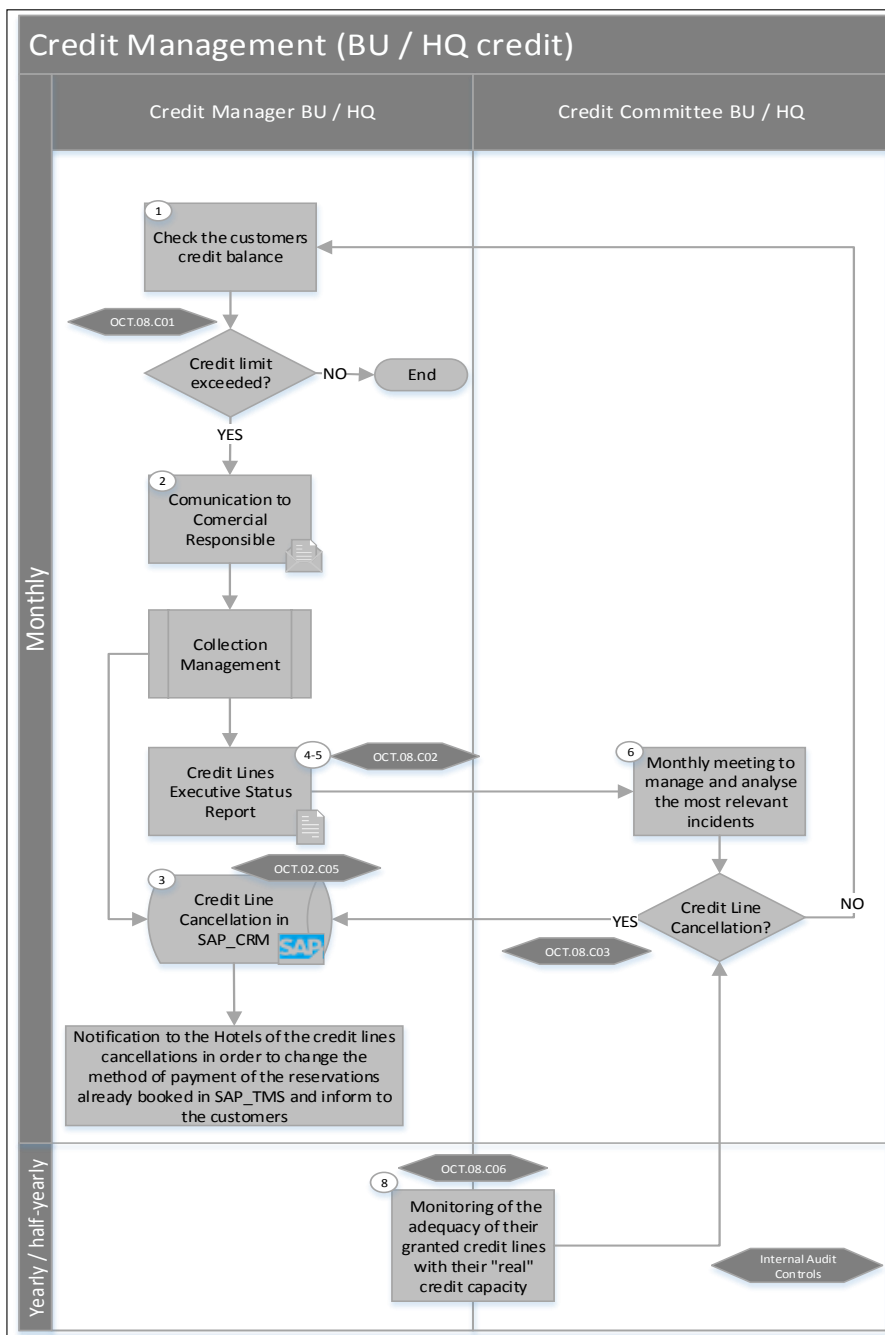 Credit Management (BU / HQ credit)
Credit Manager BU / HQ
Credit Committee BU / HQ
Monthly
1
Check the customers
credit balance
OCT.08.C01
Credit limit
exceeded?
NO
End
YES
2
Comunication to
Comercial
Responsible
Collection
Management
4-5
OCT.08.C02
Credit Lines
Executive Status
Report
6
Monthly meeting to
manage and analyse
the most relevant
incidents
OCT.02.C05
3
Credit Line
Cancellation in
SAP_CRM
SAP
YES
Credit Line
Cancellation?
NO
OCT.08.C03
Notification to the Hotels of the credit lines
cancellations in order to change the
method of payment of the reservations
already booked in SAP_TMS and inform to
the customers
Yearly / half-yearly
OCT.08.C06
8
Monitoring of the
adequacy of their
granted credit lines
with their "real"
credit capacity
Internal Audit
Controls